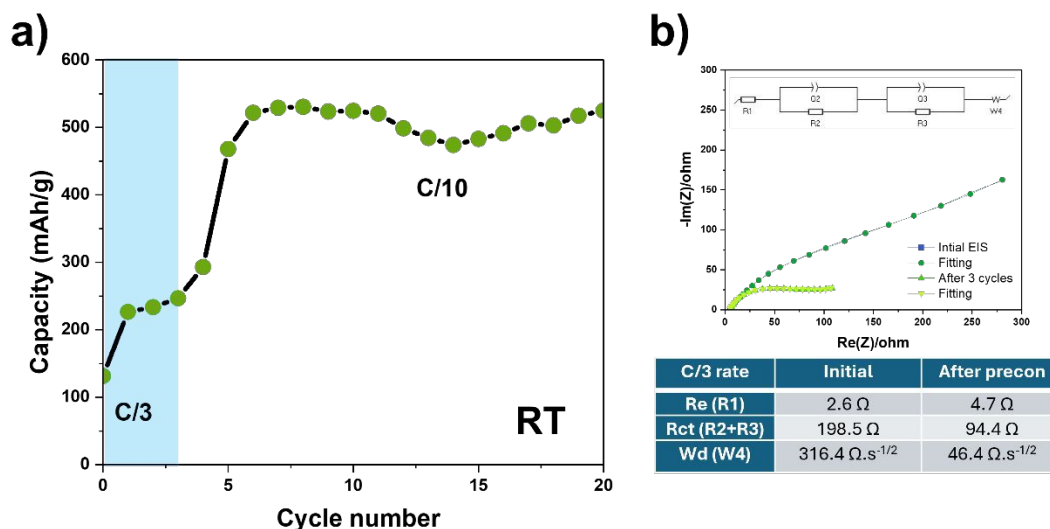 a)
600
500
400
300
200
100
0
Capacity (mAh/g)
C/3
C/10
RT
0 5 10 15 20
Cycle number
b)
300
250
200
150
100
50
0
-Im(Z)/ohm
Q2 Q3
R1 W4
R2 R3
Intial EIS
Fitting
After 3 cycles
Fitting
0 50 100 150 200 250 300
Re(Z)/ohm
C/3 rate Initial After precon
Re (R1) 2.6 Ω 4.7 Ω
Rct (R2+R3) 198.5 Ω 94.4 Ω
Wd (W4) 316.4 Ω.s-1/2 46.4 Ω.s-1/2